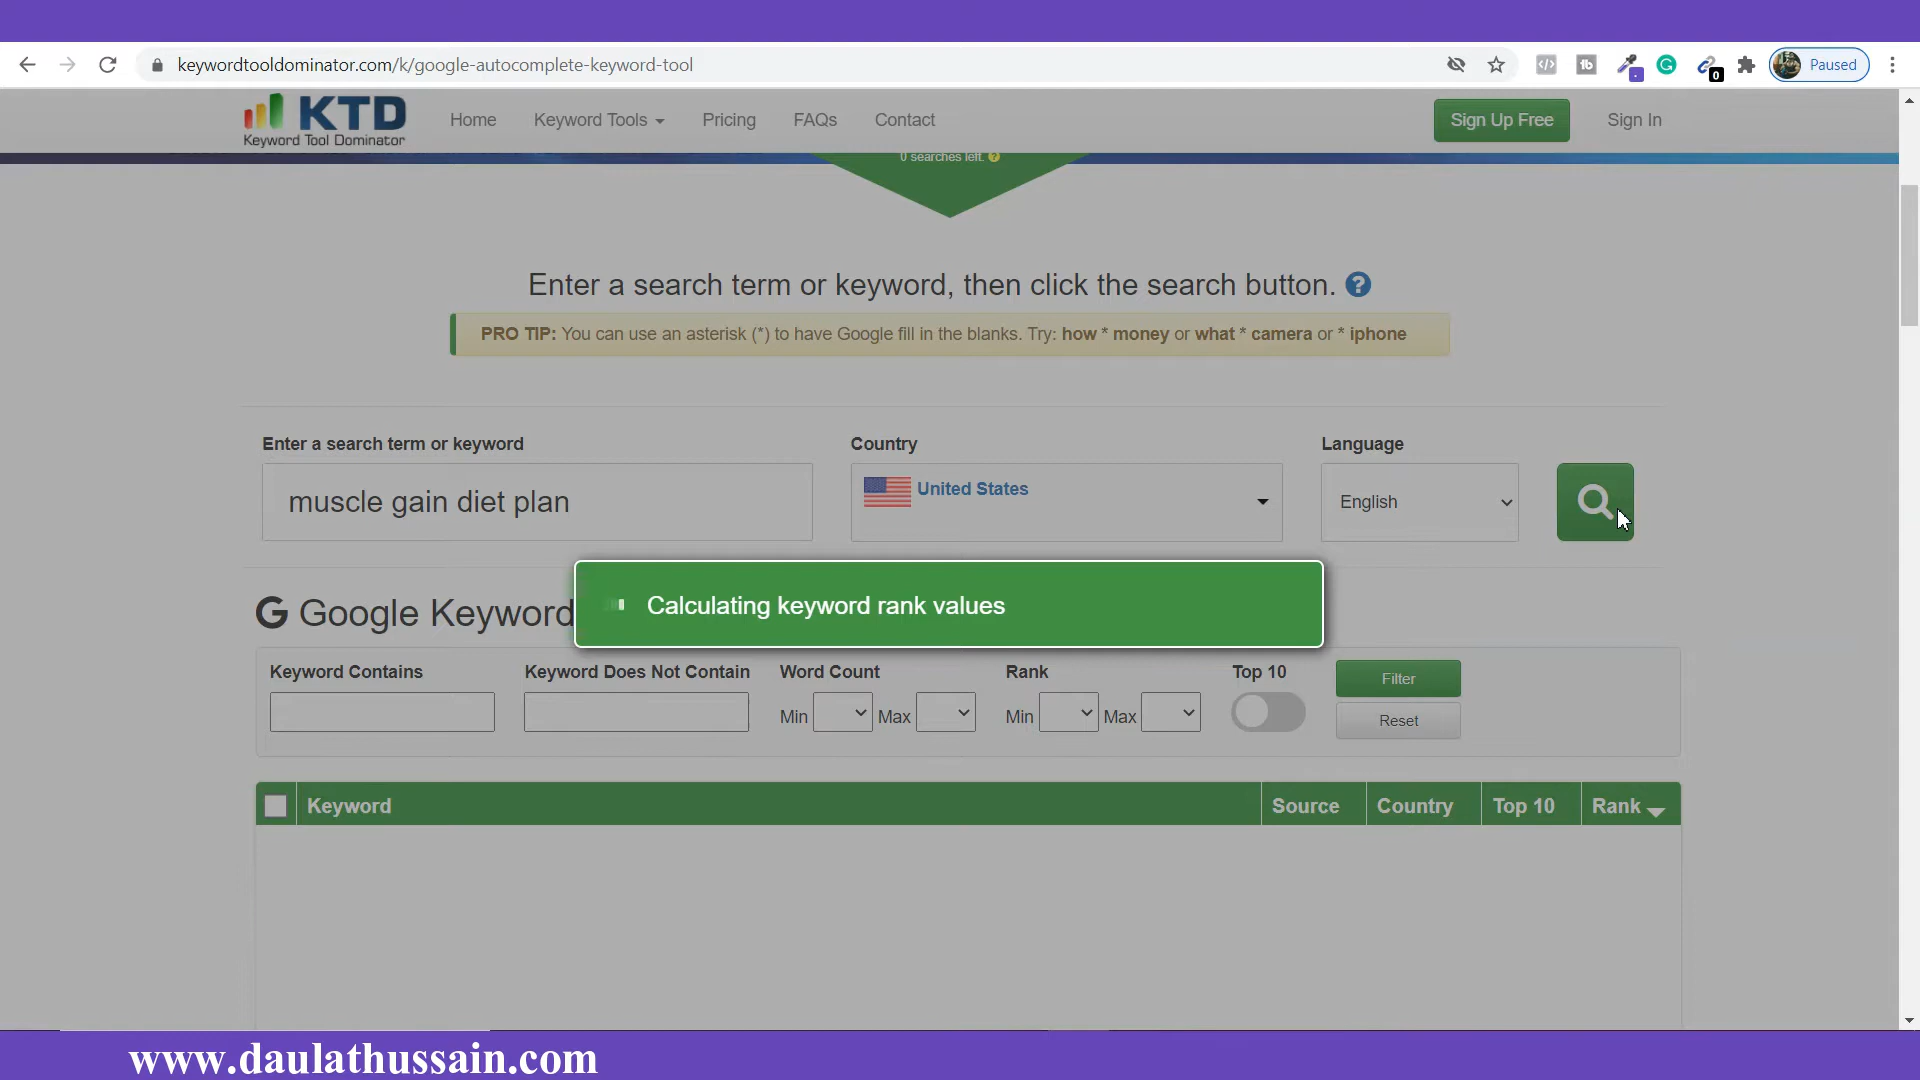 keywordtooldominator.com/k/google-autocomplete-keyword-tool
0
Paused
KTD
Keyword Tool Dominator
Home Keyword Tools Pricing FAQs Contact Sign Up Free Sign In
0 searches left.
Enter a search term or keyword, then click the search button.
PRO TIP: You can use an asterisk (*) to have Google fill in the blanks. Try: how * money or what * camera or * iphone
Enter a search term or keyword Country Language
muscle gain diet plan United States English
Calculating keyword rank values
Google Keyword
Keyword Contains Keyword Does Not Contain Word Count Rank Top 10
Filter
Min Max Min Max
Reset
Keyword Source Country Top 10 Rank
www.daulathussain.com